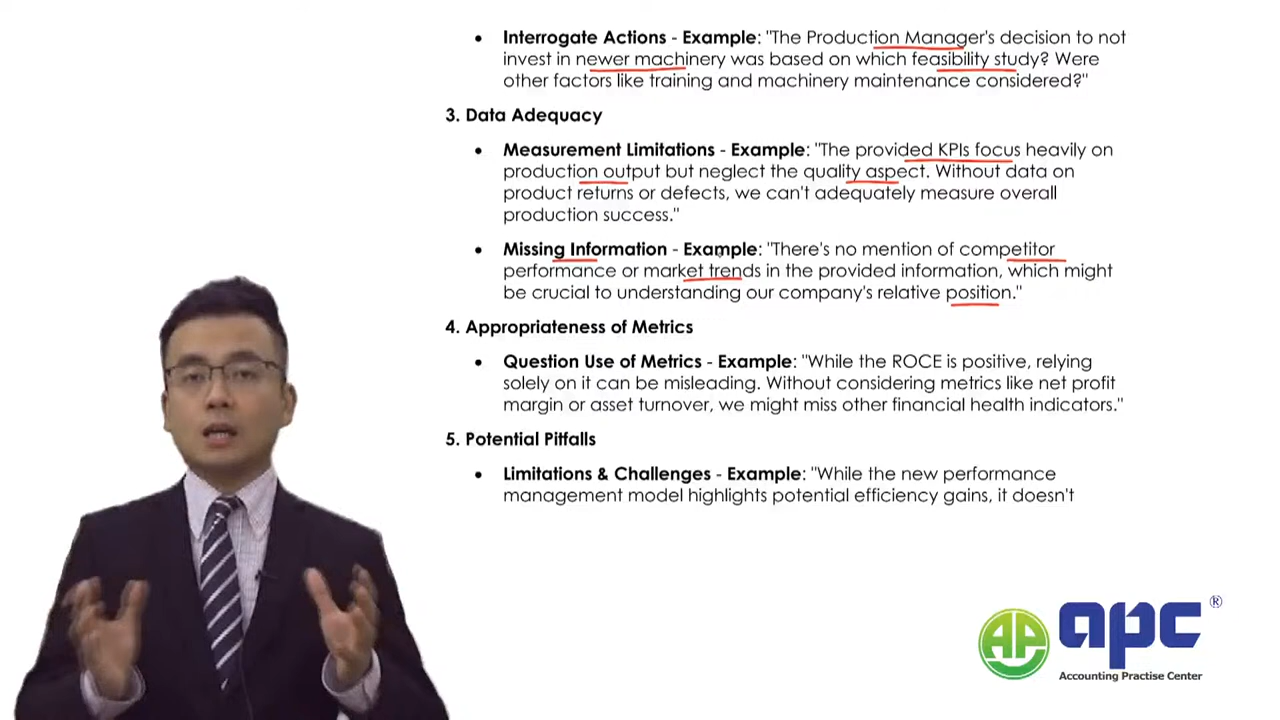 • Interrogate Actions - Example: "The Production Manager's decision to not
invest in newer machinery was based on which feasibility study? Were
other factors like training and machinery maintenance considered?"
3. Data Adequacy
• Measurement Limitations - Example: "The provided KPIs focus heavily on
production output but neglect the quality aspect. Without data on
product returns or defects, we can't adequately measure overall
production success."
• Missing Information - Example: "There's no mention of competitor
performance or market trends in the provided information, which might
be crucial to understanding our company's relative position."
4. Appropriateness of Metrics
• Question Use of Metrics - Example: "While the ROCE is positive, relying
solely on it can be misleading. Without considering metrics like net profit
margin or asset turnover, we might miss other financial health indicators."
5. Potential Pitfalls
• Limitations & Challenges - Example: "While the new performance
management model highlights potential efficiency gains, it doesn't
AP
apc ®
Accounting Practise Center